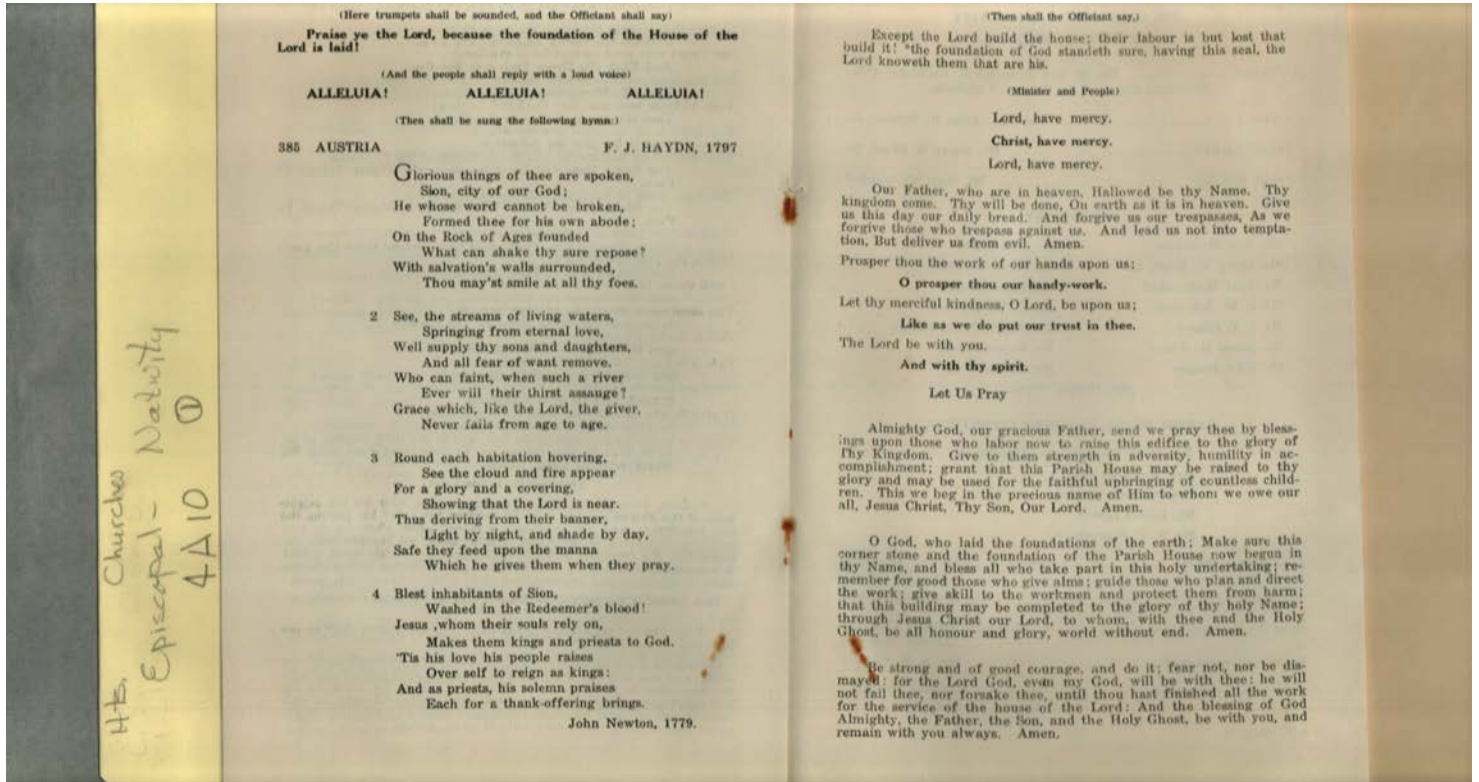 Hts. Churches
Episcopal - Nativity
4A10 ①
(Here trumpets shall be sounded, and the Officiant shall say)
Praise ye the Lord, because the foundation of the House of the
Lord is laid!
(And the people shall reply with a loud voice)
ALLELUIA! ALLELUIA! ALLELUIA!
(Then shall be sung the following hymn:)
385 AUSTRIA F. J. HAYDN, 1797
Glorious things of thee are spoken,
Sion, city of our God;
He whose word cannot be broken,
Formed thee for his own abode;
On the Rock of Ages founded
What can shake thy sure repose?
With salvation's walls surrounded,
Thou may'st smile at all thy foes.
2 See, the streams of living waters,
Springing from eternal love,
Well supply thy sons and daughters,
And all fear of want remove.
Who can faint, when such a river
Ever will their thirst assauge?
Grace which, like the Lord, the giver,
Never fails from age to age.
3 Round each habitation hovering,
See the cloud and fire appear
For a glory and a covering,
Showing that the Lord is near.
Thus deriving from their banner,
Light by night, and shade by day,
Safe they feed upon the manna
Which he gives them when they pray.
4 Blest inhabitants of Sion,
Washed in the Redeemer's blood!
Jesus ,whom their souls rely on,
Makes them kings and priests to God.
'Tis his love his people raises
Over self to reign as kings:
And as priests, his solemn praises
Each for a thank-offering brings.
John Newton, 1779.
(Then shall the Officiant say,)
Except the Lord build the house; their labour is but lost that
build it! "the foundation of God standeth sure, having this seal, the
Lord knoweth them that are his.
(Minister and People)
Lord, have mercy.
Christ, have mercy.
Lord, have mercy.
Our Father, who are in heaven, Hallowed be thy Name. Thy
kingdom come. Thy will be done, On earth as it is in heaven. Give
us this day our daily bread. And forgive us our trespasses, As we
forgive those who trespass against us. And lead us not into tempta-
tion, But deliver us from evil. Amen.
Prosper thou the work of our hands upon us;
O prosper thou our handy-work.
Let thy merciful kindness, O Lord, be upon us;
Like as we do put our trust in thee.
The Lord be with you.
And with thy spirit.
Let Us Pray
Almighty God, our gracious Father, send we pray thee by bless-
ings upon those who labor now to raise this edifice to the glory of
Thy Kingdom. Give to them strength in adversity, humility in ac-
complishment; grant that this Parish House may be raised to thy
glory and may be used for the faithful upbringing of countless child-
ren. This we beg in the precious name of Him to whom we owe our
all, Jesus Christ, Thy Son, Our Lord. Amen.
O God, who laid the foundations of the earth; Make sure this
corner stone and the foundation of the Parish House now begun in
thy Name, and bless all who take part in this holy undertaking; re-
member for good those who give alms; guide those who plan and direct
the work; give skill to the workmen and protect them from harm;
that this building may be completed to the glory of thy holy Name;
through Jesus Christ our Lord, to whom, with thee and the Holy
Ghost, be all honour and glory, world without end. Amen.
Be strong and of good courage, and do it; fear not, nor be dis-
mayed: for the Lord God, even my God, will be with thee: he will
not fail thee, nor forsake thee, until thou hast finished all the work
for the service of the house of the Lord: And the blessing of God
Almighty, the Father, the Son, and the Holy Ghost, be with you, and
remain with you always. Amen.